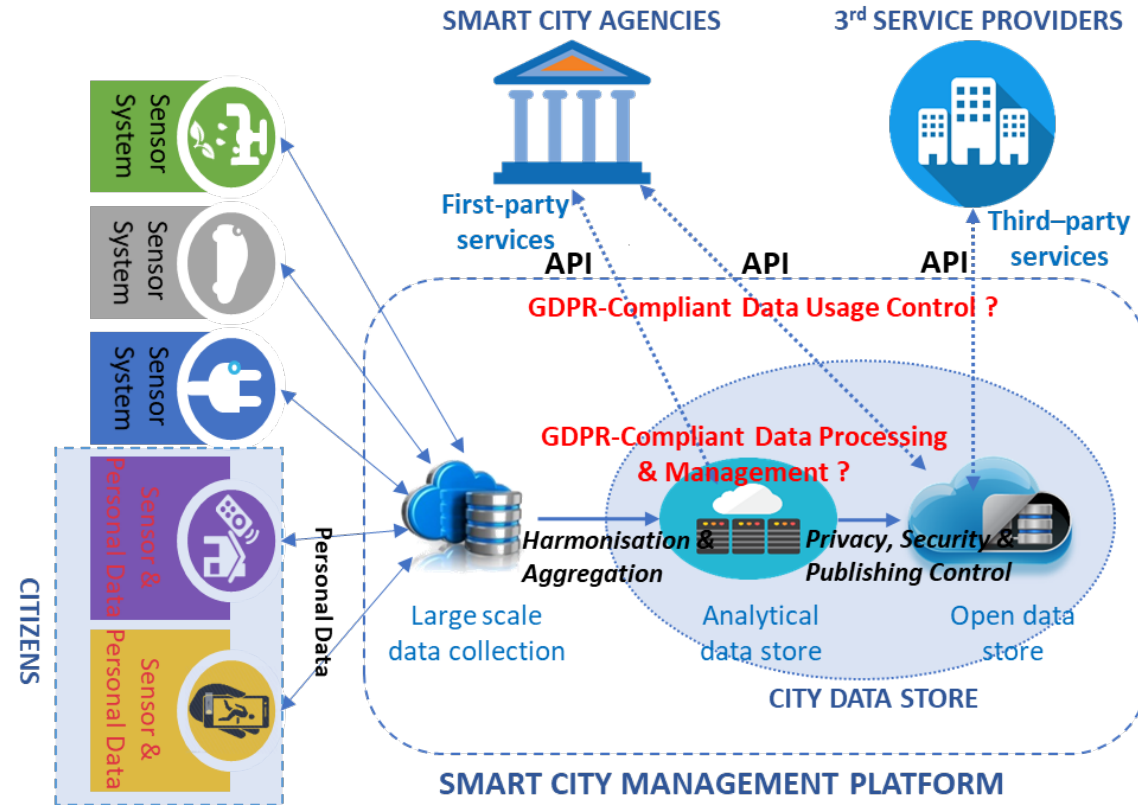 SMART CITY AGENCIES
3rd SERVICE PROVIDERS
Sensor
System
Sensor
System
Sensor
System
Sensor &
Personal Data
Sensor &
Personal Data
CITIZENS
Personal Data
First-party
services
Third–party
services
API
API
API
GDPR-Compliant Data Usage Control ?
GDPR-Compliant Data Processing
& Management ?
Harmonisation &
Aggregation
Privacy, Security &
Publishing Control
Large scale
data collection
Analytical
data store
Open data
store
CITY DATA STORE
SMART CITY MANAGEMENT PLATFORM